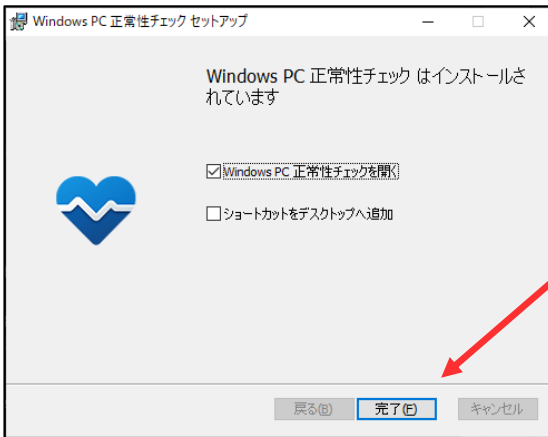 Windows PC 正常性チェック セットアップ
Windows PC 正常性チェック はインストールさ
れています
Windows PC 正常性チェックを開く
ショートカットをデスクトップへ追加
戻る(B)
完了(F)
キャンセル